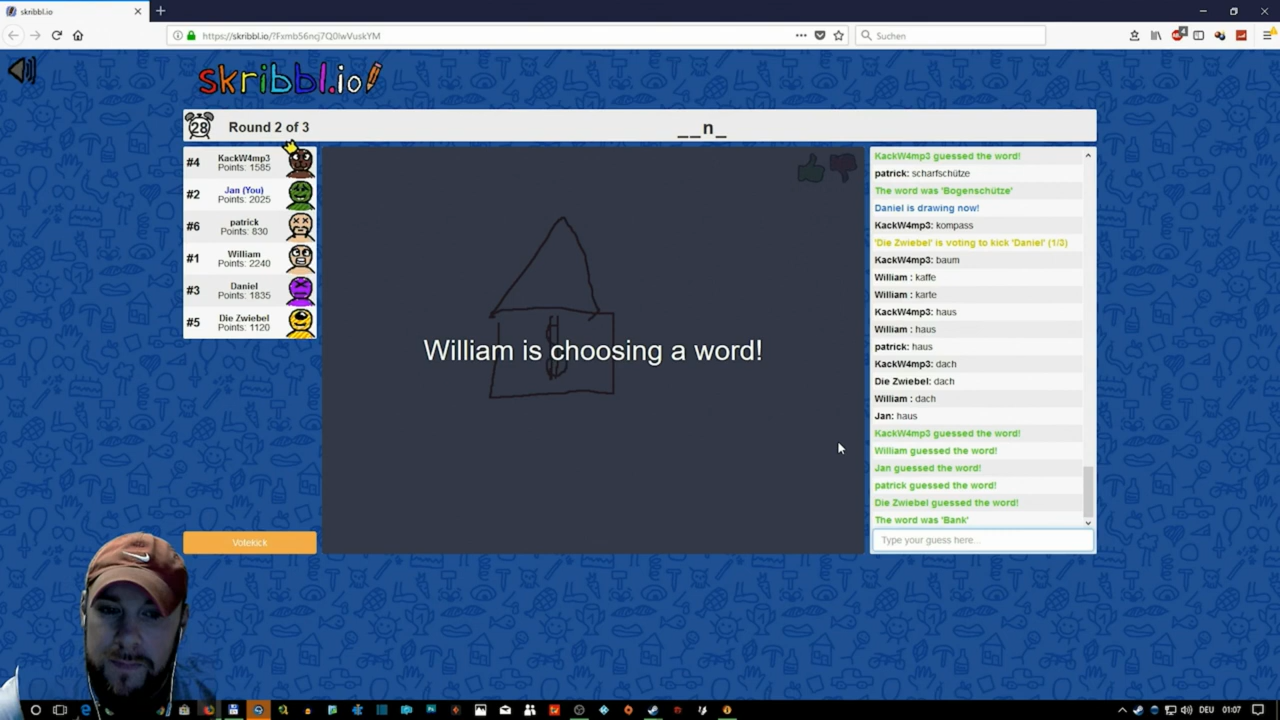 skribbl.io
https://skribbl.io/?Fxmb56ncj7Q0lwVuskYM
Suchen
4
skribbl.io
28
Round 2 of 3
__n_
#4
KackW4mp3
Points: 1585
#2
Jan (You)
Points: 2025
#6
patrick
Points: 830
#1
William
Points: 2240
#3
Daniel
Points: 1835
#5
Die Zwiebel
Points: 1120
William is choosing a word!
KackW4mp3 guessed the word!
patrick: scharfschütze
The word was 'Bogenschütze'
Daniel is drawing now!
KackW4mp3: kompass
'Die Zwiebel' is voting to kick 'Daniel' (1/3)
KackW4mp3: baum
William : kaffe
William : karte
KackW4mp3: haus
William : haus
patrick: haus
KackW4mp3: dach
Die Zwiebel: dach
William : dach
Jan: haus
KackW4mp3 guessed the word!
William guessed the word!
Jan guessed the word!
patrick guessed the word!
Die Zwiebel guessed the word!
The word was 'Bank'
Type your guess here...
Votekick
DEU
01:07